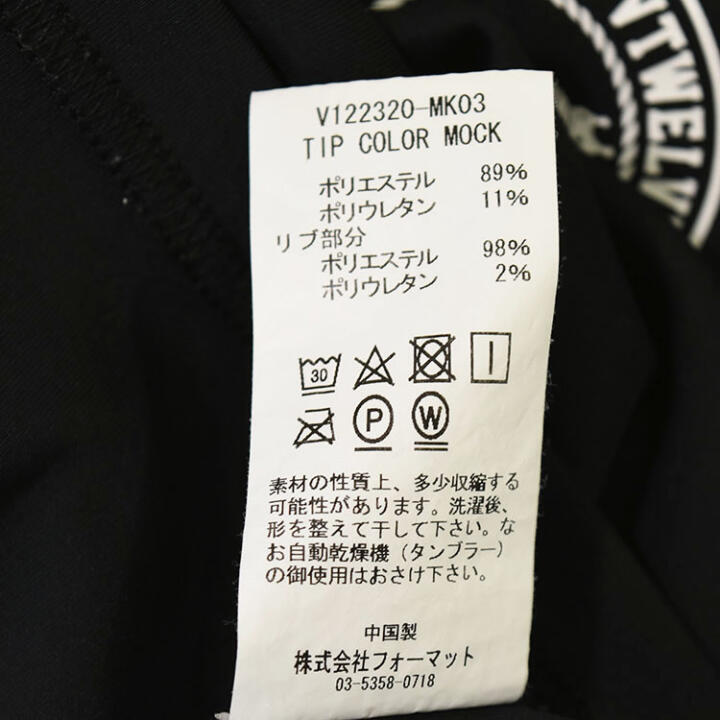 NTWELV
V122320-MK03
TIP COLOR MOCK
ポリエステル 89%
ポリウレタン 11%
リブ部分
ポリエステル 98%
ポリウレタン 2%
30
P W
素材の性質上、多少収縮する
可能性があります。洗濯後、
形を整えて干して下さい。な
お自動乾燥機（タンブラー）
の御使用はおさけ下さい。
中国製
株式会社フォーマット
03-5358-0718